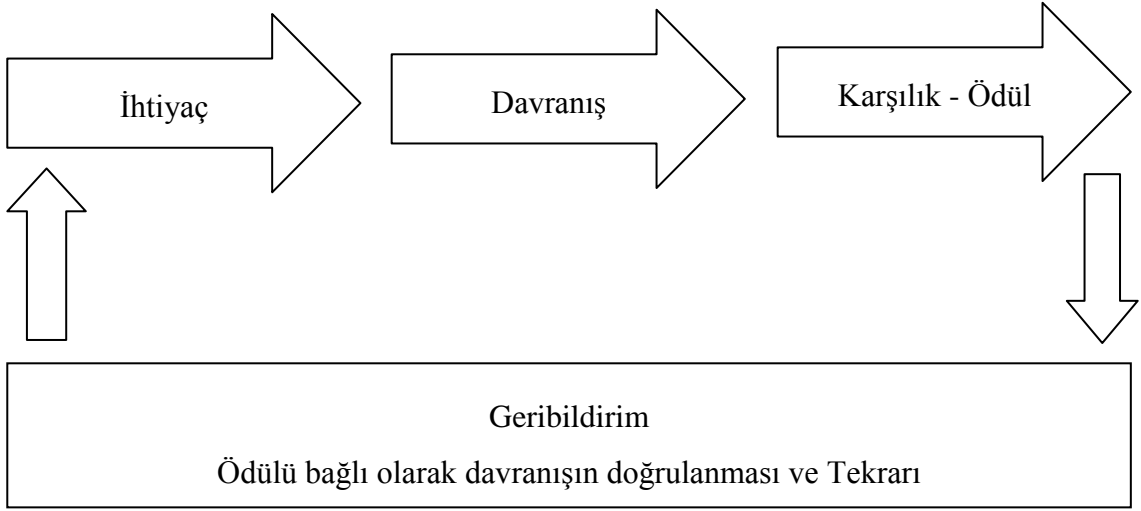 İhtiyaç
Davranış
Karşılık - Ödül
Geribildirim
Ödülü bağlı olarak davranışın doğrulanması ve Tekrarı